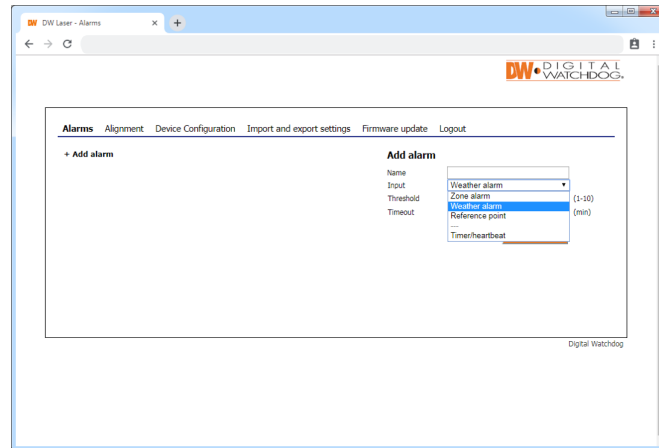 DW DW Laser - Alarms
DW DIGITAL
WATCHDOG®
Alarms Alignment Device Configuration Import and export settings Firmware update Logout
+ Add alarm
Add alarm
Name
Input Weather alarm
Threshold (1-10)
Timeout (min)
Zone alarm
Weather alarm
Reference point
---
Timer/heartbeat
Digital Watchdog